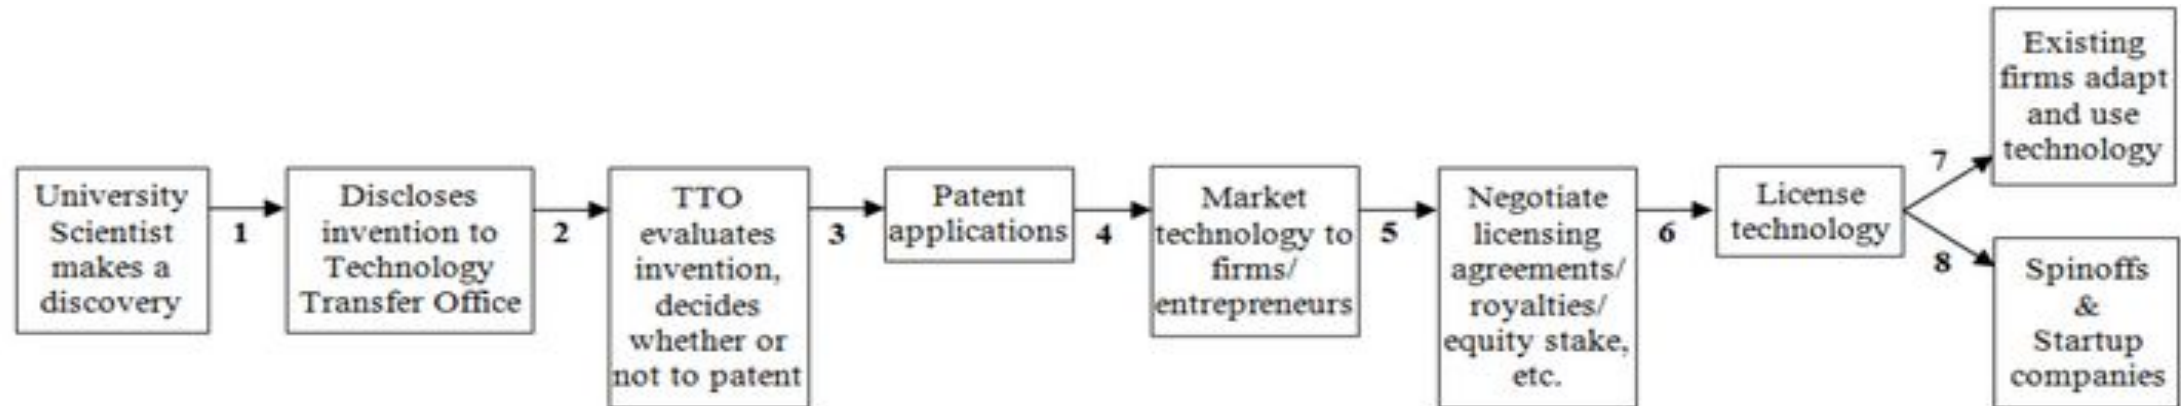 University
Scientist
makes a
discovery
1
Discloses
invention to
Technology
Transfer Office
2
TTO
evaluates
invention,
decides
whether or
not to patent
3
Patent
applications
4
Market
technology to
firms/
entrepreneurs
5
Negotiate
licensing
agreements/
royalties/
equity stake,
etc.
6
License
technology
7
Existing
firms adapt
and use
technology
8
Spinoffs
&
Startup
companies